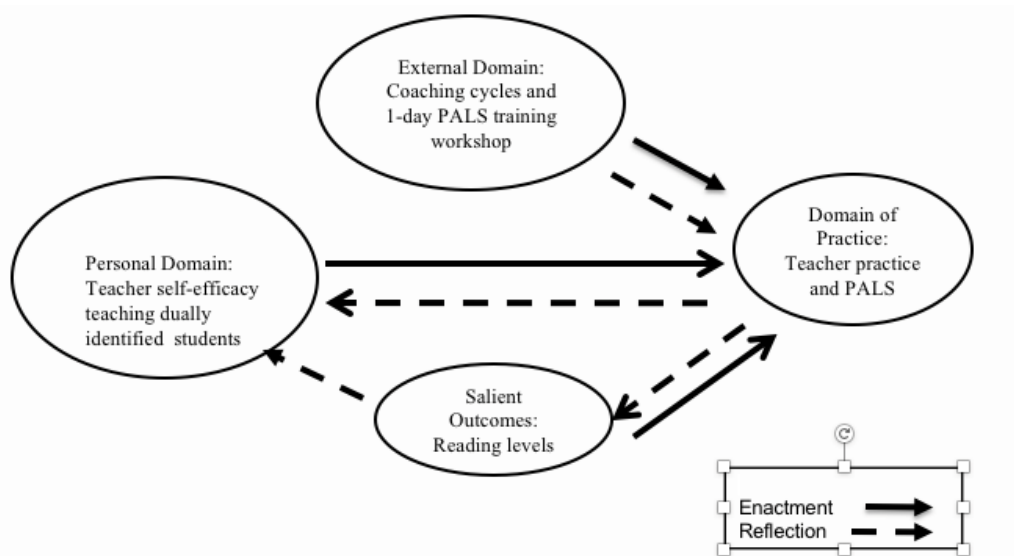 External Domain:
Coaching cycles and
1-day PALS training
workshop
Domain of
Practice:
Teacher practice
and PALS
Personal Domain:
Teacher self-efficacy
teaching dually
identified students
Salient
Outcomes:
Reading levels
Enactment
Reflection